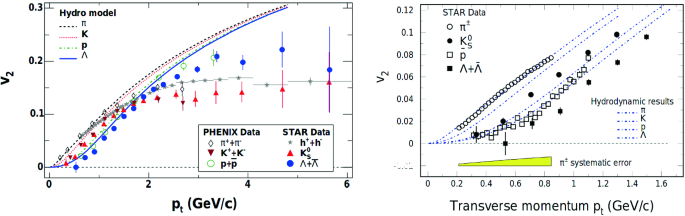 Hydro model
π
K
p
Λ
0.3
0.2
0.1
0
v2
0 2 4 6
pt (GeV/c)
PHENIX Data
π+ + π-
K+ + K-
p + p̄
STAR Data
h+ + h-
K0S
Λ + Λ̄
STAR Data
π±
K0S
p̄
Λ + Λ̄
0.12
0.1
0.08
0.06
0.04
0.02
0
v2
Hydrodynamic results
π
K
p
Λ
π± systematic error
0 0.2 0.4 0.6 0.8 1 1.2 1.4 1.6
Transverse momentum pt (GeV/c)